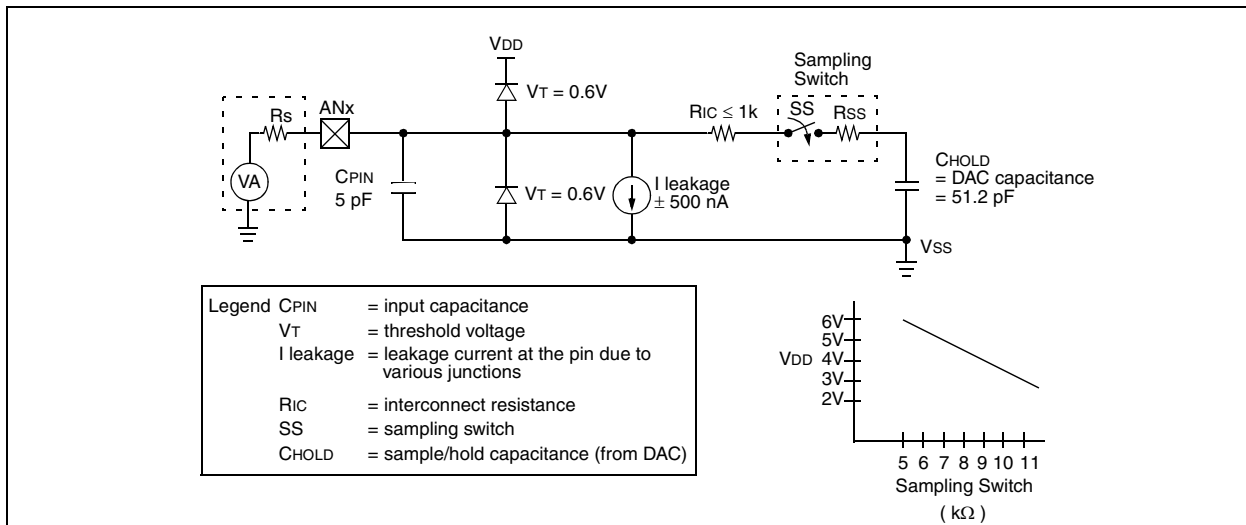 VDD
Sampling
Switch
VT = 0.6V
RS
ANx
RIC ≤ 1k
SS
RSS
VA
CPIN
5 pF
VT = 0.6V
I leakage
± 500 nA
CHOLD
= DAC capacitance
= 51.2 pF
VSS
Legend CPIN = input capacitance
VT = threshold voltage
I leakage = leakage current at the pin due to
various junctions
RIC = interconnect resistance
SS = sampling switch
CHOLD = sample/hold capacitance (from DAC)
6V
5V
VDD 4V
3V
2V
5 6 7 8 9 10 11
Sampling Switch
( kΩ )